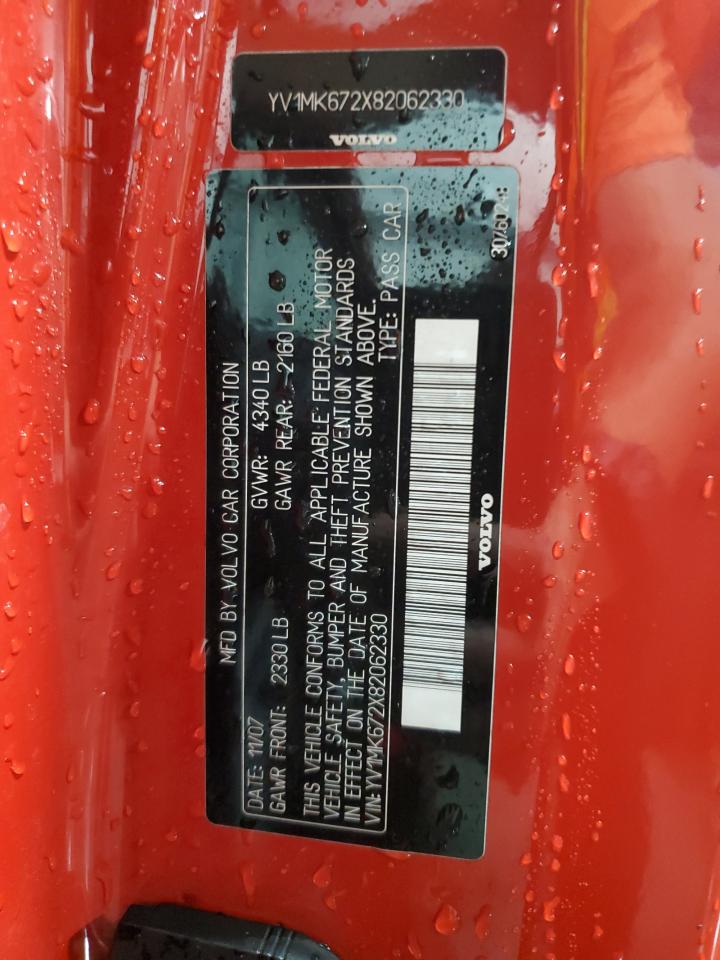 YV1MK672X82062330
VOLVO
MFD BY VOLVO CAR CORPORATION
DATE: 11/07 GVWR: 4340 LB
GAWR FRONT: 2330 LB GAWR REAR: 2160 LB
THIS VEHICLE CONFORMS TO ALL APPLICABLE FEDERAL MOTOR
VEHICLE SAFETY, BUMPER AND THEFT PREVENTION STANDARDS
IN EFFECT ON THE DATE OF MANUFACTURE SHOWN ABOVE.
VIN:YV1MK672X82062330 TYPE: PASS CAR
VOLVO